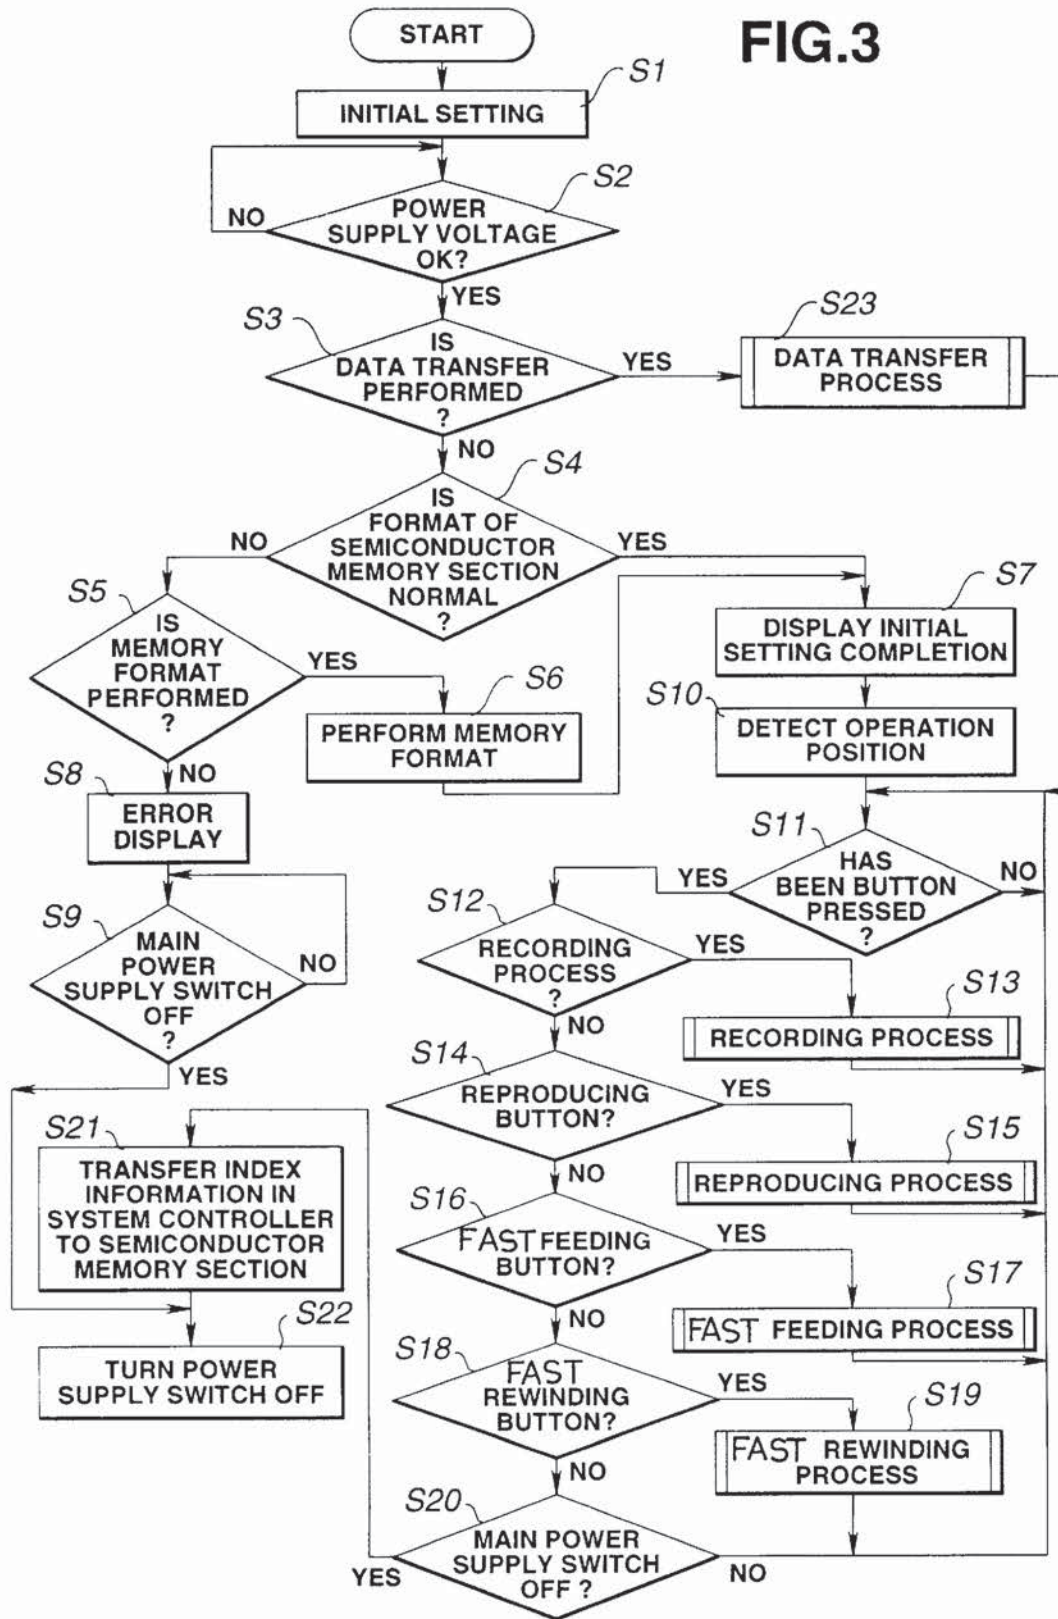 START
FIG.3
S1
INITIAL SETTING
S2
NO
POWER
SUPPLY VOLTAGE
OK?
YES
S3
IS
DATA TRANSFER
PERFORMED
?
YES
S23
DATA TRANSFER
PROCESS
NO
S4
IS
FORMAT OF
SEMICONDUCTOR
MEMORY SECTION
NORMAL
?
NO
YES
S5
IS
MEMORY
FORMAT
PERFORMED
?
YES
S6
PERFORM MEMORY
FORMAT
S7
DISPLAY INITIAL
SETTING COMPLETION
S10
DETECT OPERATION
POSITION
NO
S8
ERROR
DISPLAY
S11
HAS
BEEN BUTTON
PRESSED
?
YES
NO
S9
MAIN
POWER
SUPPLY SWITCH
OFF
?
NO
YES
S12
RECORDING
PROCESS
?
YES
S13
RECORDING PROCESS
NO
S14
REPRODUCING
BUTTON?
YES
S15
REPRODUCING PROCESS
NO
S21
TRANSFER INDEX
INFORMATION IN
SYSTEM CONTROLLER
TO SEMICONDUCTOR
MEMORY SECTION
S16
FAST FEEDING
BUTTON?
YES
S17
FAST FEEDING PROCESS
NO
S22
TURN POWER
SUPPLY SWITCH OFF
S18
FAST
REWINDING
BUTTON?
YES
S19
FAST REWINDING
PROCESS
NO
S20
MAIN POWER
SUPPLY SWITCH
OFF ?
YES
NO